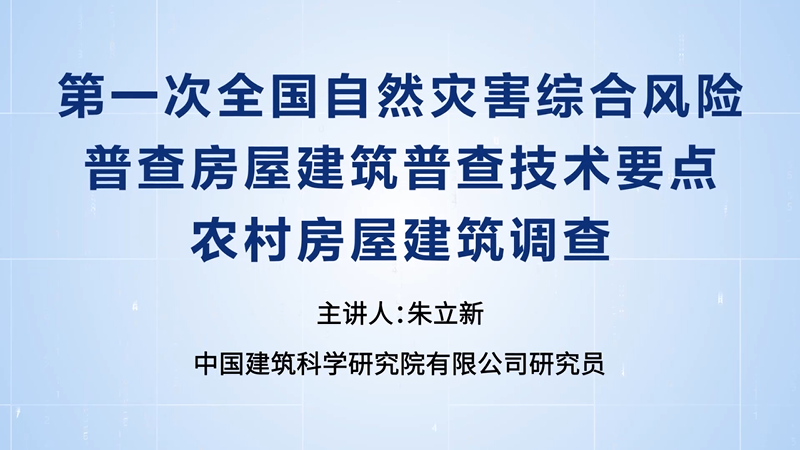 第一次全国自然灾害综合风险
普查房屋建筑普查技术要点
农村房屋建筑调查
主讲人：朱立新
中国建筑科学研究院有限公司研究员